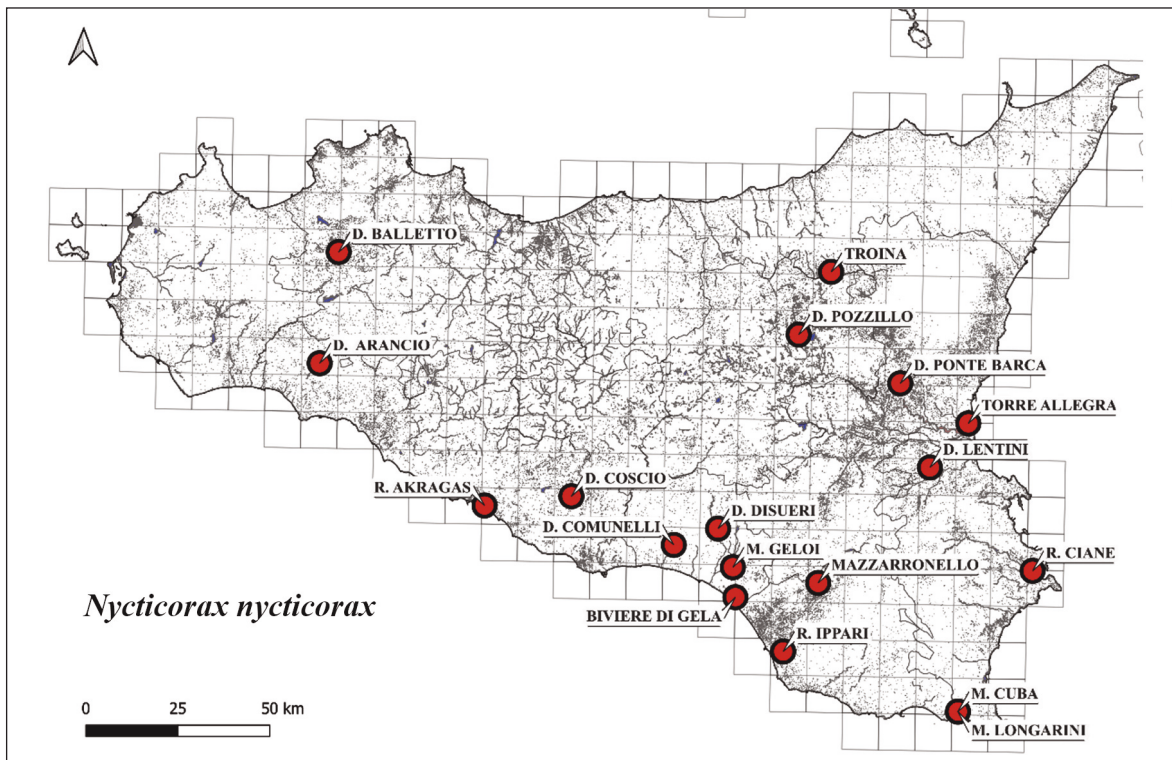 D. BALLETTO
TROINA
D. POZZILLO
D. ARANCIO
D. PONTE BARCA
TORRE ALLEGRA
D. LENTINI
D. COSCIO
R. AKRAGAS
D. DISUERI
D. COMUNELLI
M. GELOI
R. CIANE
MAZZARRONELLO
Nycticorax nycticorax
BIVIERE DI GELA
R. IPPARI
0 25 50 km
M. CUBA
M. LONGARINI